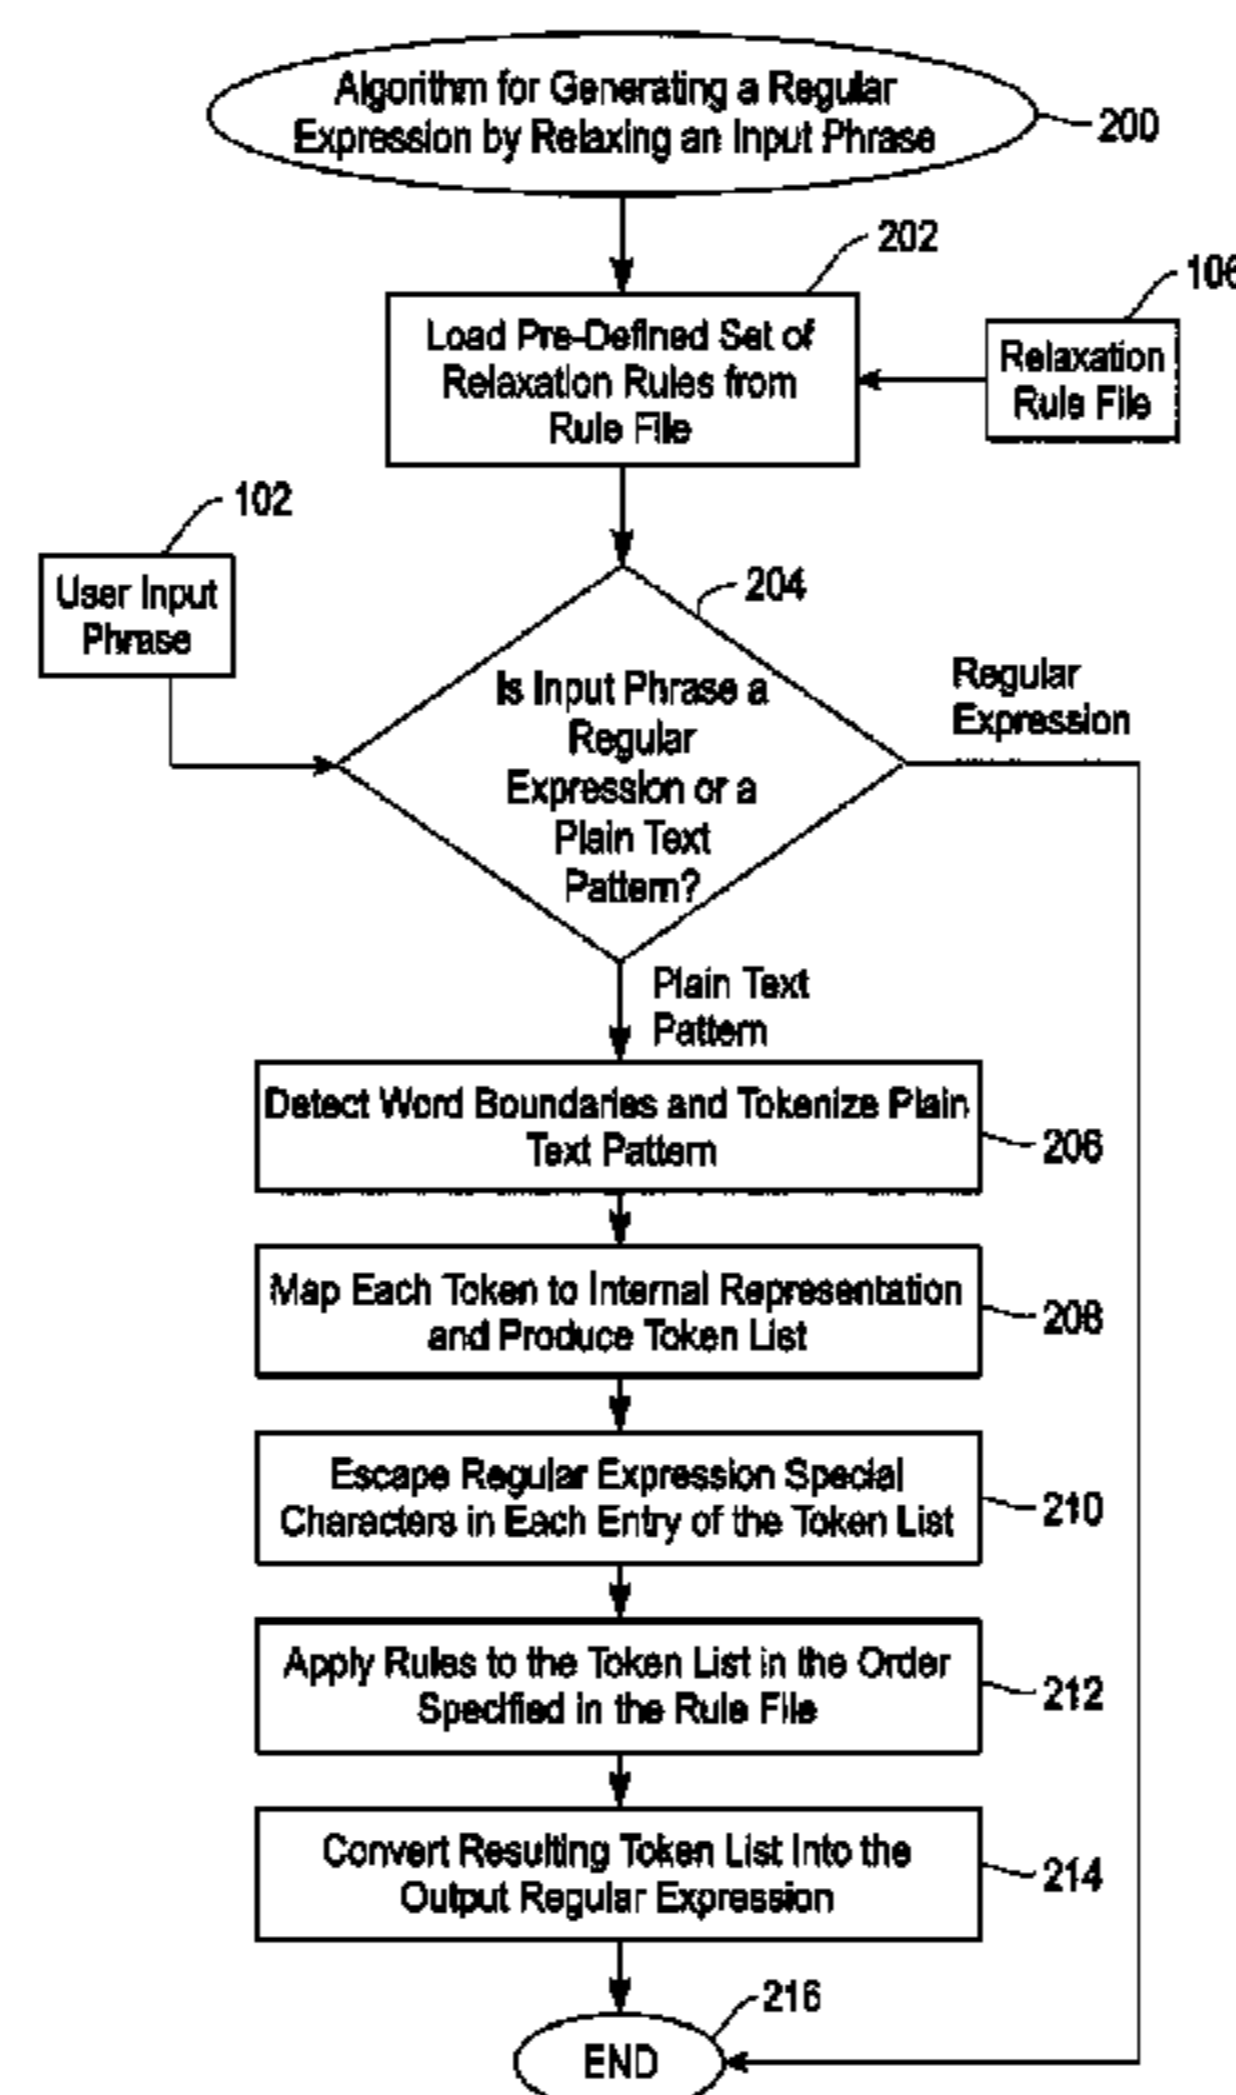 Algorithm for Generating a Regular
Expression by Relaxing an Input Phrase
200
202
106
Load Pre-Defined Set of
Relaxation Rules from
Rule File
Relaxation
Rule File
102
User Input
Phrase
204
Is Input Phrase a
Regular
Expression or a
Plain Text
Pattern?
Regular
Expression
Plain Text
Pattern
Detect Word Boundaries and Tokenize Plain
Text Pattern
206
Map Each Token to Internal Representation
and Produce Token List
208
Escape Regular Expression Special
Characters in Each Entry of the Token List
210
Apply Rules to the Token List in the Order
Specified in the Rule File
212
Convert Resulting Token List Into the
Output Regular Expression
214
216
END